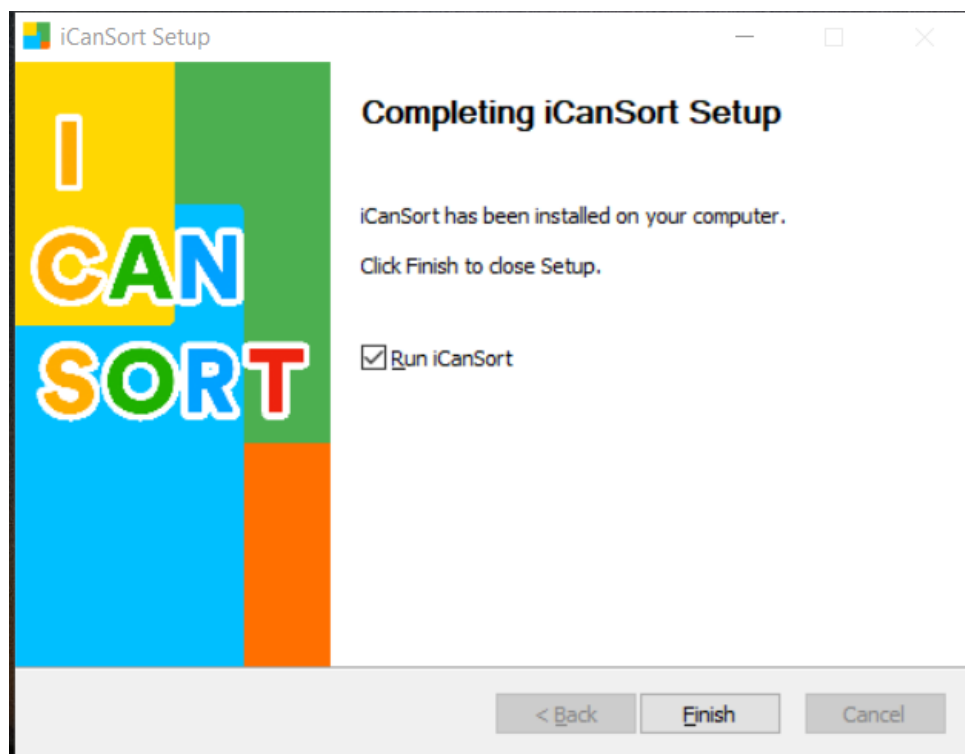 iCanSort Setup
I
CAN
SORT
Completing iCanSort Setup
iCanSort has been installed on your computer.
Click Finish to close Setup.
Run iCanSort
< Back
Finish
Cancel